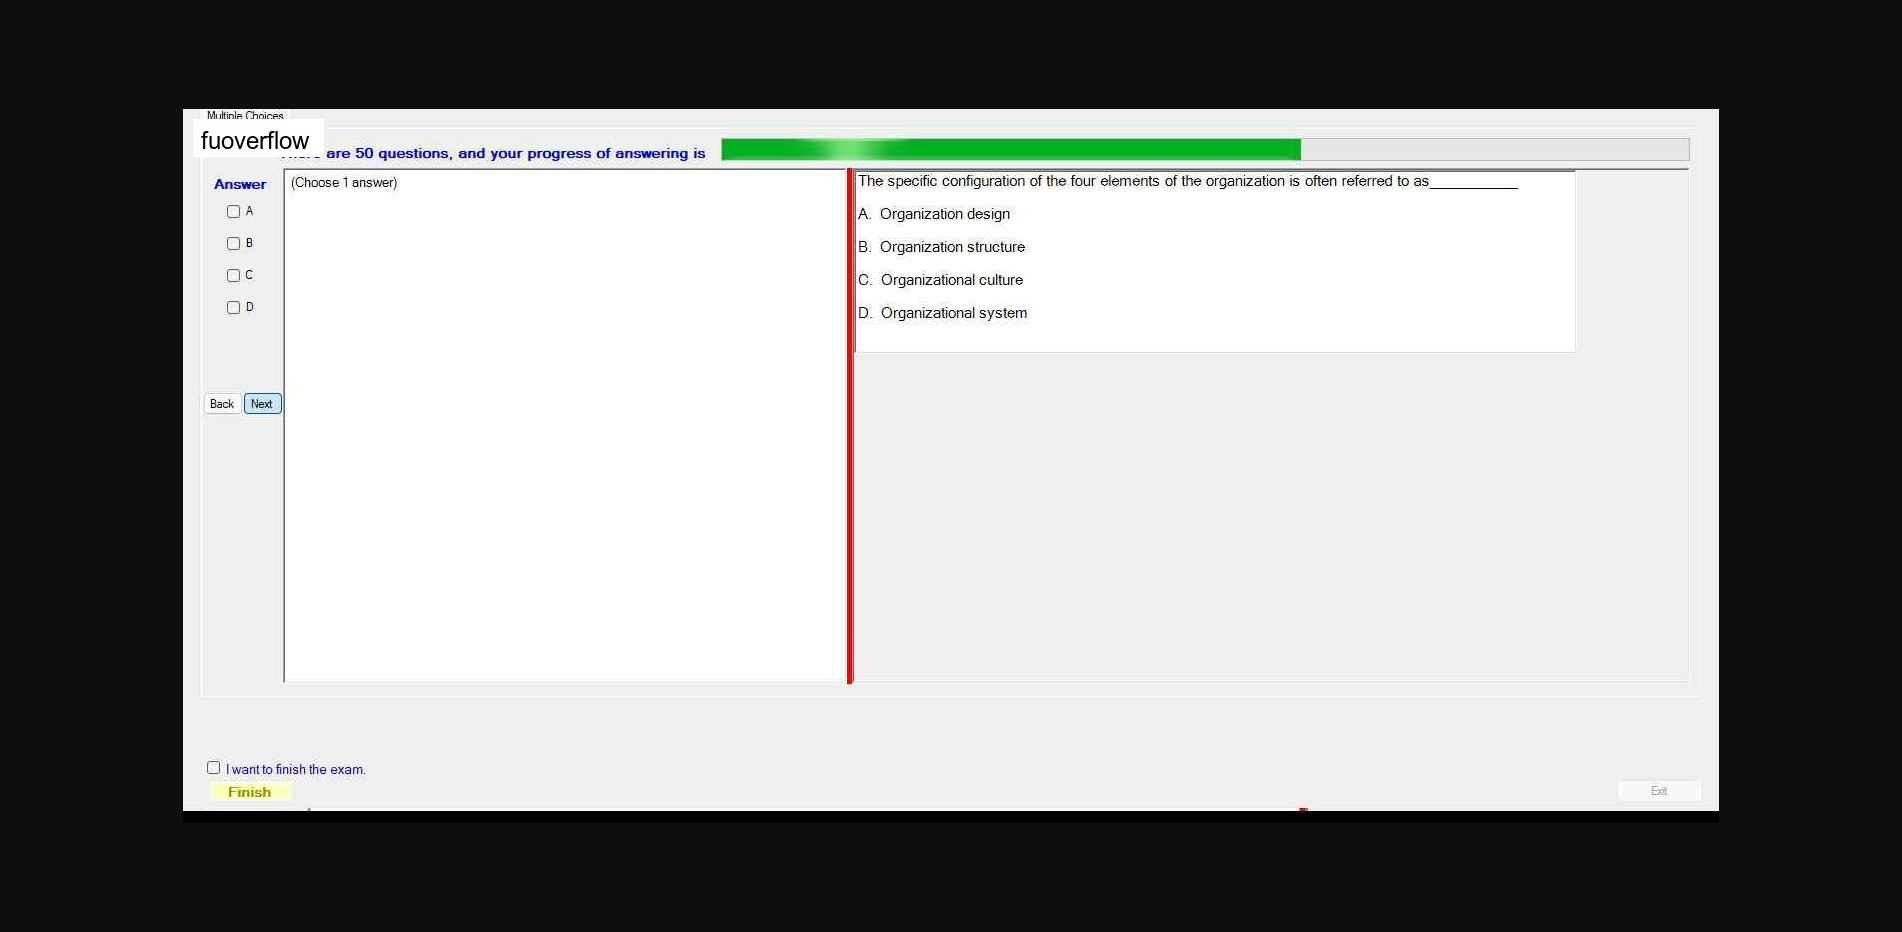 Multiple Choices
fuoverflow
are 50 questions, and your progress of answering is
Answer
(Choose 1 answer)
A
B
C
D
Back Next
The specific configuration of the four elements of the organization is often referred to as___________
A. Organization design
B. Organization structure
C. Organizational culture
D. Organizational system
I want to finish the exam.
Finish
Exit